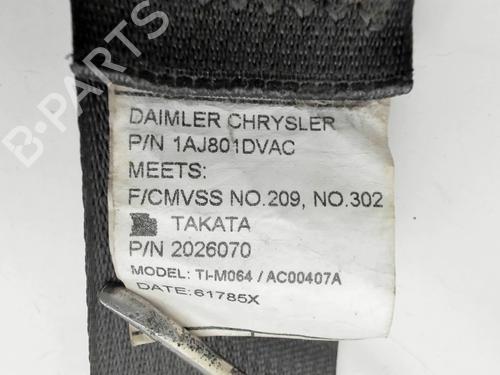 DAIMLER CHRYSLER
P/N 1AJ801DVAC
MEETS:
F/CMVSS NO.209, NO.302
TAKATA
P/N 2026070
MODEL: TI-M064 / AC00407A
DATE:61785X
B-PARTS